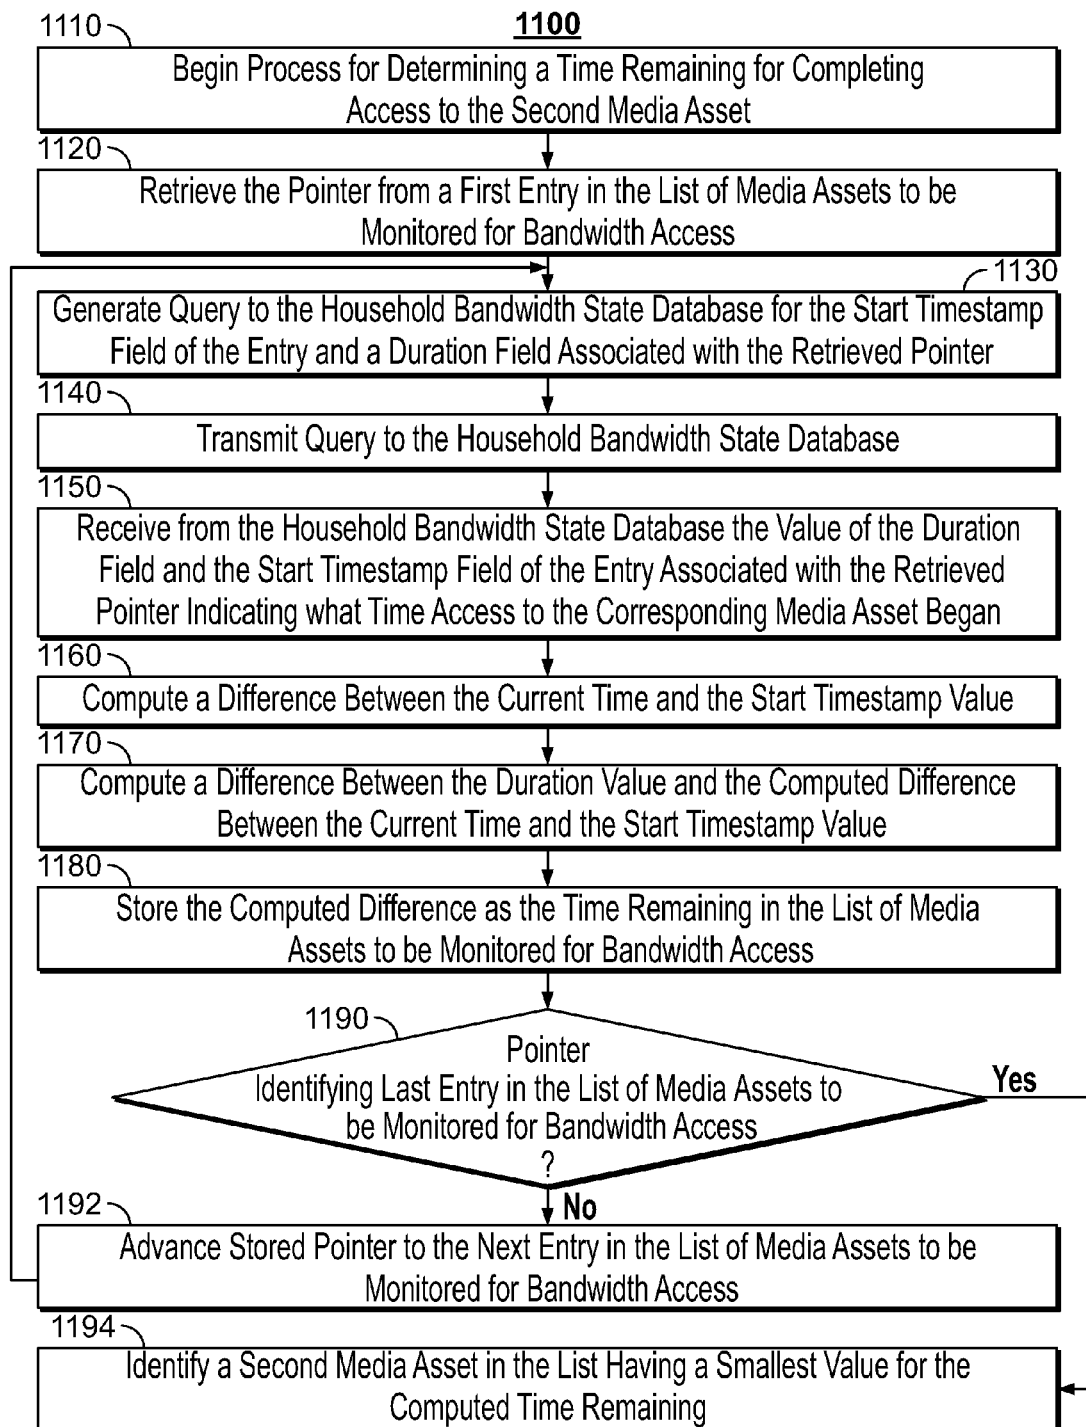 1100
1110
Begin Process for Determining a Time Remaining for Completing
Access to the Second Media Asset
1120
Retrieve the Pointer from a First Entry in the List of Media Assets to be
Monitored for Bandwidth Access
1130
Generate Query to the Household Bandwidth State Database for the Start Timestamp
Field of the Entry and a Duration Field Associated with the Retrieved Pointer
1140
Transmit Query to the Household Bandwidth State Database
1150
Receive from the Household Bandwidth State Database the Value of the Duration
Field and the Start Timestamp Field of the Entry Associated with the Retrieved
Pointer Indicating what Time Access to the Corresponding Media Asset Began
1160
Compute a Difference Between the Current Time and the Start Timestamp Value
1170
Compute a Difference Between the Duration Value and the Computed Difference
Between the Current Time and the Start Timestamp Value
1180
Store the Computed Difference as the Time Remaining in the List of Media
Assets to be Monitored for Bandwidth Access
1190
Pointer
Identifying Last Entry in the List of Media Assets to
be Monitored for Bandwidth Access
?
Yes
No
1192
Advance Stored Pointer to the Next Entry in the List of Media Assets to be
Monitored for Bandwidth Access
1194
Identify a Second Media Asset in the List Having a Smallest Value for the
Computed Time Remaining